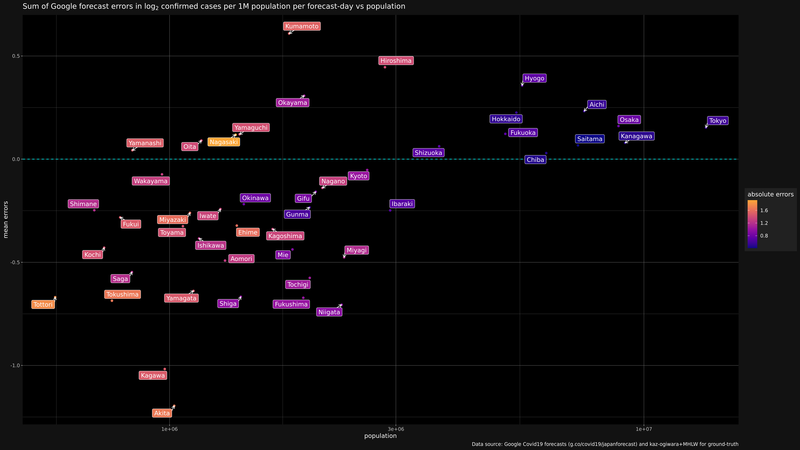 Sum of Google forecast errors in log₂ confirmed cases per 1M population per forecast-day vs population
Kumamoto
0.5
Hiroshima
Hyogo
Okayama
Aichi
Hokkaido
Osaka
Tokyo
Yamaguchi
Fukuoka
Yamanashi
Oita
Nagasaki
Saitama
Kanagawa
Shizuoka
0.0
Chiba
Wakayama
Nagano
Kyoto
Shimane
Okinawa
Gifu
Ibaraki
Gunma
Fukui
Miyazaki
Iwate
Toyama
Ehime
Kagoshima
Ishikawa
Kochi
Aomori
Mie
Miyagi
-0.5
Saga
Tochigi
Tottori
Tokushima
Yamagata
Shiga
Fukushima
Niigata
-1.0
Kagawa
Akita
mean errors
1e+06
3e+06
1e+07
population
absolute errors
1.6
1.2
0.8
Data source: Google Covid19 forecasts (g.co/covid19/japanforecast) and kaz-ogiwara+MHLW for ground-truth